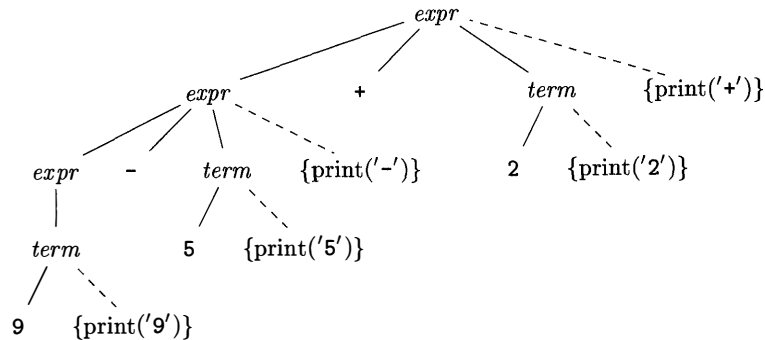 expr
expr + term {print('+')}
expr - term {print('-')} 2 {print('2')}
term 5 {print('5')}
9 {print('9')}